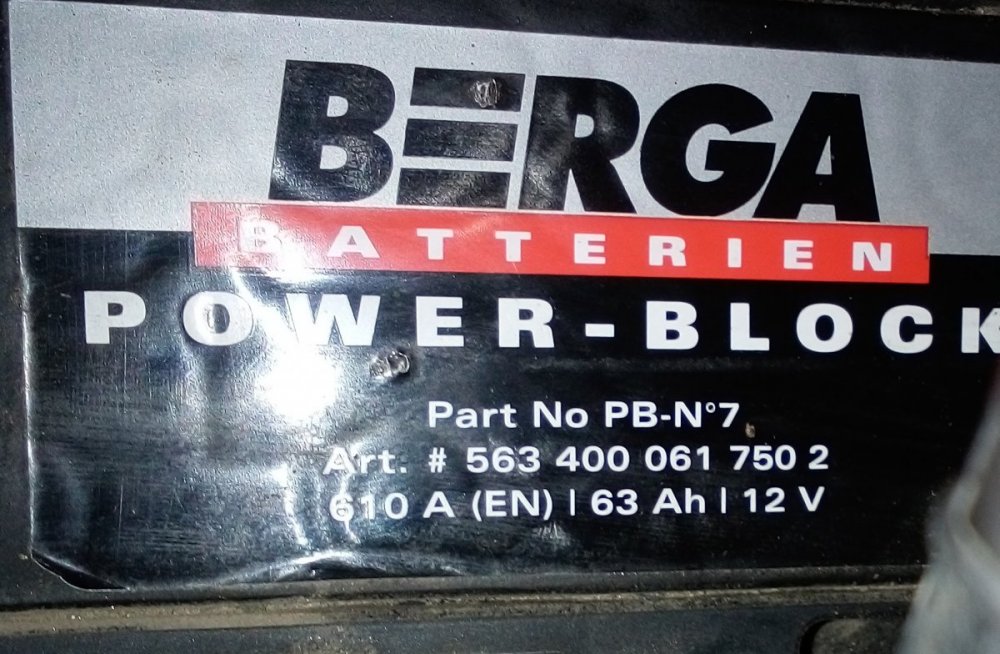 BERGA
BATTERIEN
POWER-BLOCK
Part No PB-N°7
Art. # 563 400 061 750 2
610 A (EN) | 63 Ah | 12 V